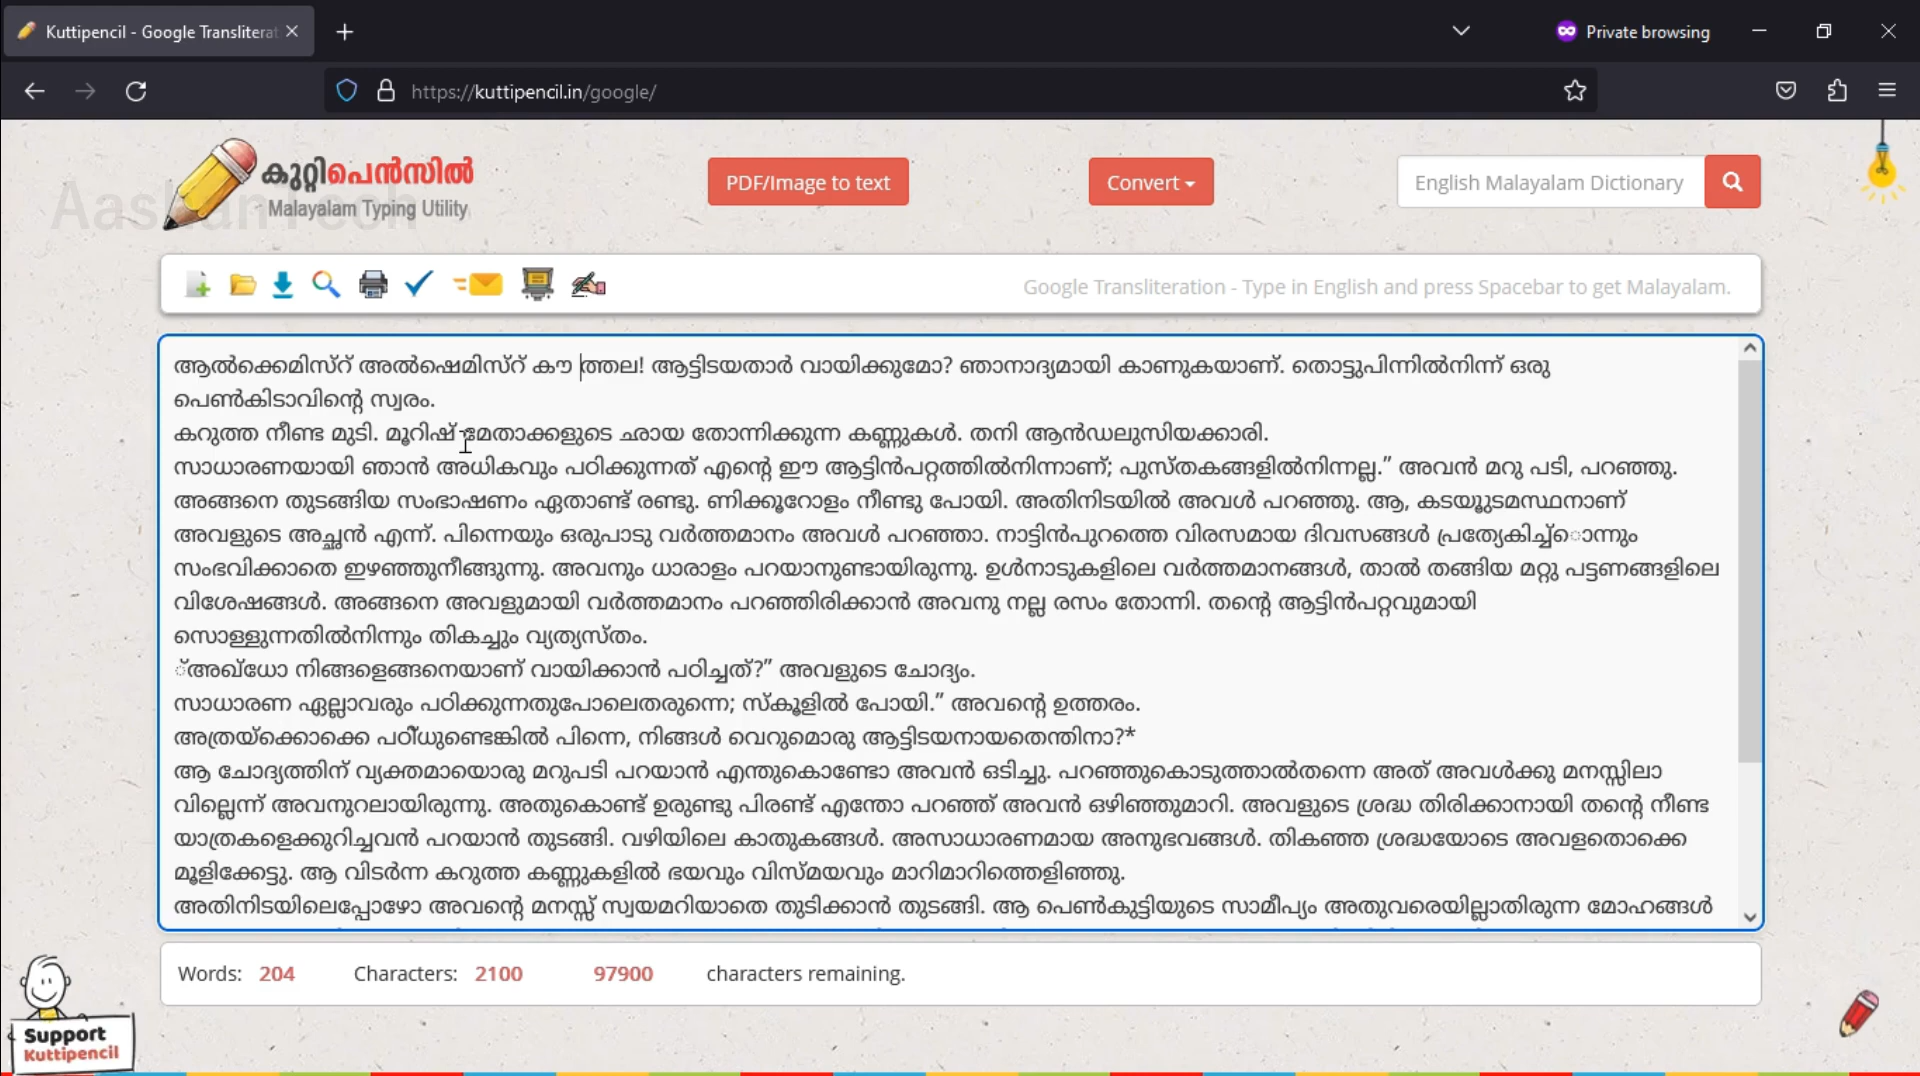 Kuttipencil - Google Transliterat
Private browsing
https://kuttipencil.in/google/
കുറ്റിപെൻസിൽ
Malayalam Typing Utility
AashanTech
PDF/Image to text
Convert
English Malayalam Dictionary
Google Transliteration - Type in English and press Spacebar to get Malayalam.
ആൽക്കെമിസ്റ് അൽഷെമിസ്റ് കൗ ്ത്തല! ആട്ടിടയതാർ വായിക്കുമോ? ഞാനാദ്യമായി കാണുകയാണ്. തൊട്ടുപിന്നിൽനിന്ന് ഒരു
പെൺകിടാവിന്റെ സ്വരം.
കറുത്ത നീണ്ട മുടി. മൂറിഷ് മേതാക്കളുടെ ഛായ തോന്നിക്കുന്ന കണ്ണുകൾ. തനി ആൻഡലുസിയക്കാരി.
സാധാരണയായി ഞാൻ അധികവും പഠിക്കുന്നത് എന്റെ ഈ ആട്ടിൻപറ്റത്തിൽനിന്നാണ്; പുസ്തകങ്ങളിൽനിന്നല്ല.” അവൻ മറു പടി, പറഞ്ഞു.
അങ്ങനെ തുടങ്ങിയ സംഭാഷണം ഏതാണ്ട് രണ്ടു. ണിക്കൂറോളം നീണ്ടു പോയി. അതിനിടയിൽ അവൾ പറഞ്ഞു. ആ, കടയുുടമസ്ഥനാണ്
അവളുടെ അച്ഛൻ എന്ന്. പിന്നെയും ഒരുപാടു വർത്തമാനം അവൾ പറഞ്ഞാ. നാട്ടിൻപുറത്തെ വിരസമായ ദിവസങ്ങൾ പ്രത്യേകിച്ച്ൊന്നും
സംഭവിക്കാതെ ഇഴഞ്ഞുനീങ്ങുന്നു. അവനും ധാരാളം പറയാനുണ്ടായിരുന്നു. ഉൾനാടുകളിലെ വർത്തമാനങ്ങൾ, താൽ തങ്ങിയ മറ്റു പട്ടണങ്ങളിലെ
വിശേഷങ്ങൾ. അങ്ങനെ അവളുമായി വർത്തമാനം പറഞ്ഞിരിക്കാൻ അവനു നല്ല രസം തോന്നി. തന്റെ ആട്ടിൻപറ്റവുമായി
സൊള്ളുന്നതിൽനിന്നും തികച്ചും വ്യത്യസ്തം.
്അഖ്ധോ നിങ്ങളെങ്ങനെയാണ് വായിക്കാൻ പഠിച്ചത്?” അവളുടെ ചോദ്യം.
സാധാരണ ഏല്ലാവരും പഠിക്കുന്നതുപോലെതരുന്നെ; സ്കൂളിൽ പോയി.” അവന്റെ ഉത്തരം.
അത്രയ്ക്കൊക്കെ പഠി്ധുണ്ടെങ്കിൽ പിന്നെ, നിങ്ങൾ വെറുമൊരു ആട്ടിടയനായതെന്തിനാ?*
ആ ചോദ്യത്തിന് വ്യക്തമായൊരു മറുപടി പറയാൻ എന്തുകൊണ്ടോ അവൻ ഒടിച്ചു. പറഞ്ഞുകൊടുത്താൽതന്നെ അത് അവൾക്കു മനസ്സിലാ
വില്ലെന്ന് അവനുറലായിരുന്നു. അതുകൊണ്ട് ഉരുണ്ടു പിരണ്ട് എന്തോ പറഞ്ഞ് അവൻ ഒഴിഞ്ഞുമാറി. അവളുടെ ശ്രദ്ധ തിരിക്കാനായി തന്റെ നീണ്ട
യാത്രകളെക്കുറിച്ചവൻ പറയാൻ തുടങ്ങി. വഴിയിലെ കാതുകങ്ങൾ. അസാധാരണമായ അനുഭവങ്ങൾ. തികഞ്ഞ ശ്രദ്ധയോടെ അവളതൊക്കെ
മൂളിക്കേട്ടു. ആ വിടർന്ന കറുത്ത കണ്ണുകളിൽ ഭയവും വിസ്മയവും മാറിമാറിത്തെളിഞ്ഞു.
അതിനിടയിലെപ്പോഴോ അവന്റെ മനസ്സ് സ്വയമറിയാതെ തുടിക്കാൻ തുടങ്ങി. ആ പെൺകുട്ടിയുടെ സാമീപ്യം അതുവരെയില്ലാതിരുന്ന മോഹങ്ങൾ
Words: 204 Characters: 2100 97900 characters remaining.
Support
Kuttipencil